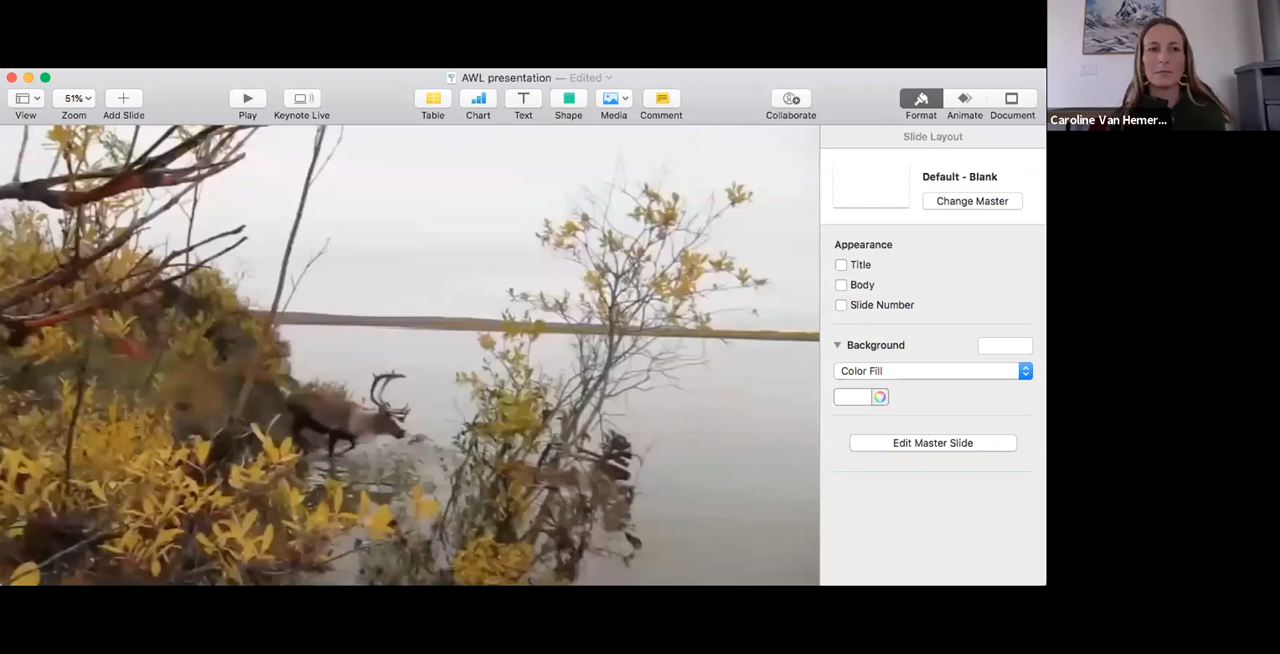 AWL presentation — Edited
View
51%
Zoom
Add Slide
Play
Keynote Live
Table
Chart
Text
Shape
Media
Comment
Collaborate
Format
Animate
Document
Caroline Van Hemer...
Slide Layout
Default - Blank
Change Master
Appearance
Title
Body
Slide Number
Background
Color Fill
Edit Master Slide